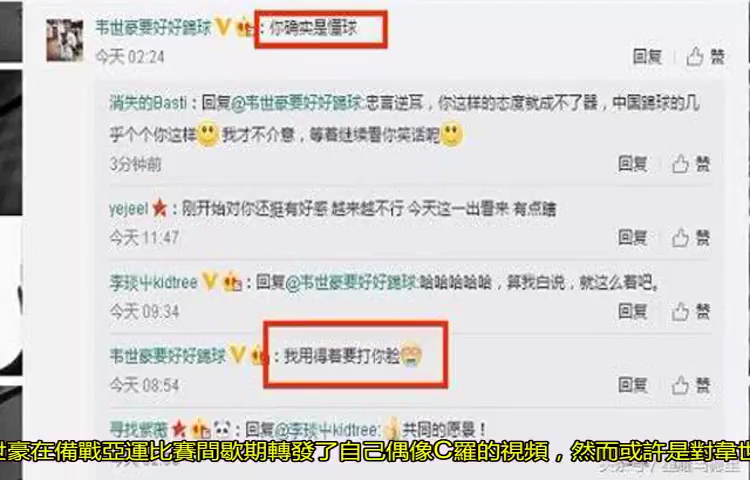 韦世豪要好好踢球：你确实是懂球
今天 02:24 回复 赞
消失的Basti：回复@韦世豪要好好踢球:忠言逆耳，你这样的态度就成不了器，中国踢球的几
乎个个你这样 我才不介意，等着继续看你笑话呢
3分钟前 回复 赞
yejeel：刚开始对你还挺有好感 越来越不行 今天这一出看来 有点瞎
今天 11:47 回复 赞
李琰屮kidtree：回复@韦世豪要好好踢球:哈哈哈哈哈，算我白说，就这么着吧。
今天 09:34 回复 赞
韦世豪要好好踢球：我用得着要打你脸
今天 08:54 回复 赞
寻找紫薇：回复@李琰屮kidtree: 共同的愿景！
世豪在備戰亞運比賽間歇期轉發了自己偶像C羅的視頻，然而或許是對韋世